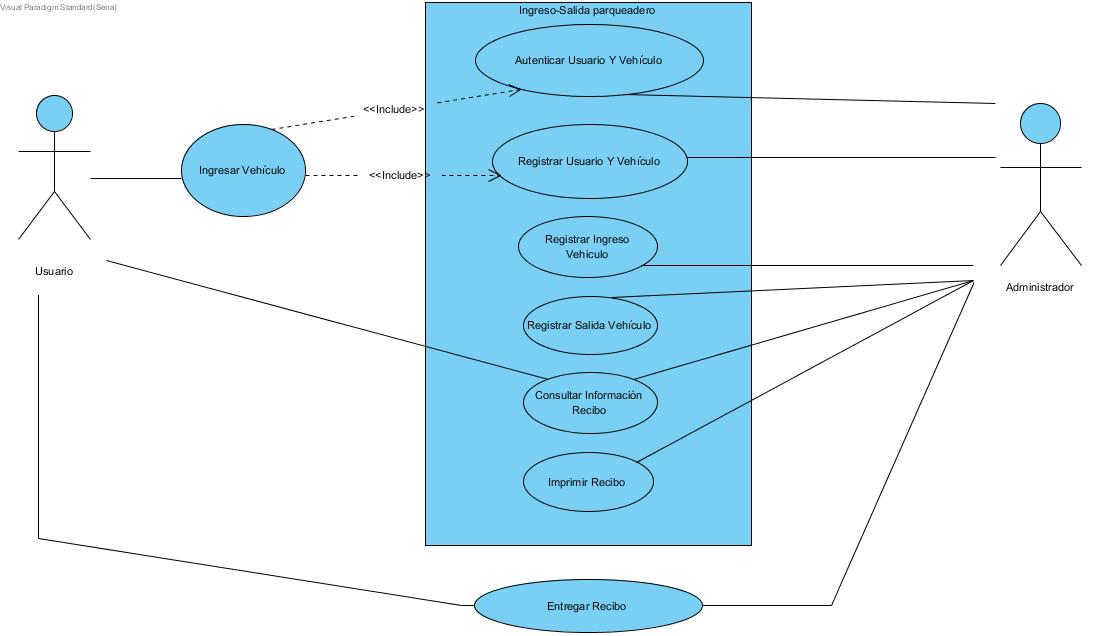 Visual Paradigm Standard(Sena)
Ingreso-Salida parqueadero
Autenticar Usuario Y Vehículo
<<Include>>
Ingresar Vehículo
Registrar Usuario Y Vehículo
<<Include>>
Registrar Ingreso
Vehiculo
Usuario
Administrador
Registrar Salida Vehículo
Consultar Información
Recibo
Imprimir Recibo
Entregar Recibo